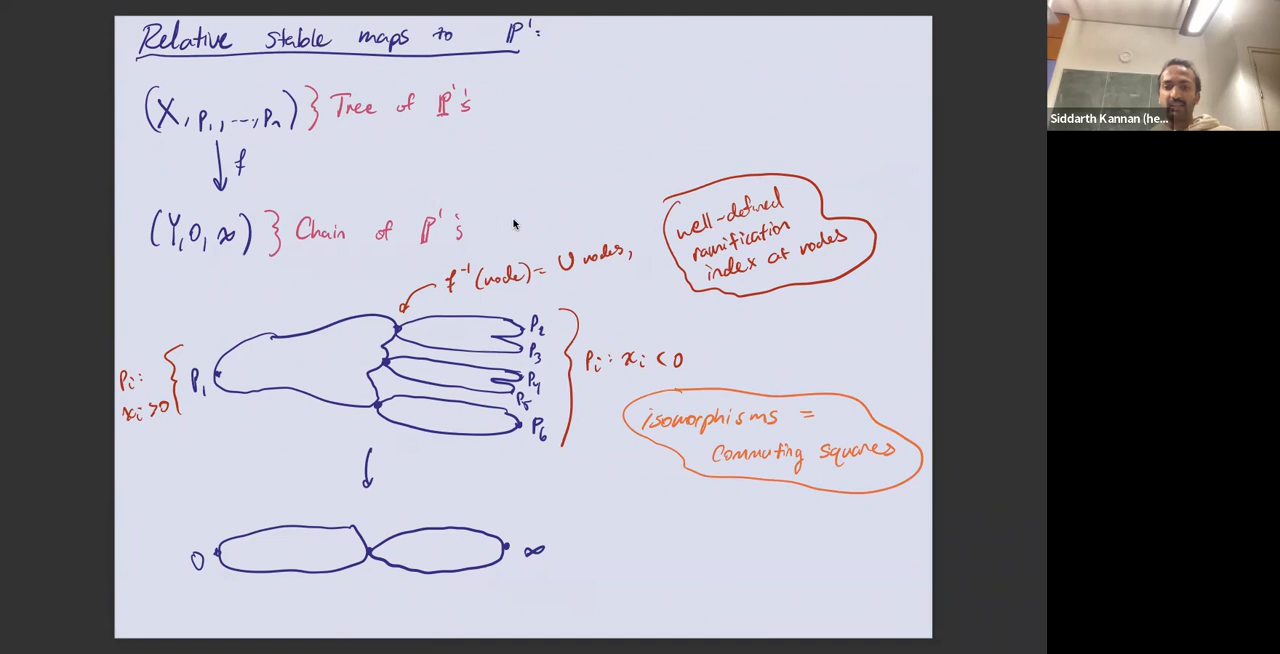 Relative stable maps to ℙ¹:
(X, p₁, ..., pₙ) } Tree of ℙ¹'s
↓ f
(Y, 0, ∞) } Chain of ℙ¹'s
f⁻¹(node) = ∪ nodes,
well-defined
ramification
index at nodes
pᵢ:
xᵢ > 0
P₁
P₂
P₃
P₄
P₅
P₆
pᵢ : xᵢ < 0
isomorphisms =
commuting squares
0
∞
Siddarth Kannan (he...